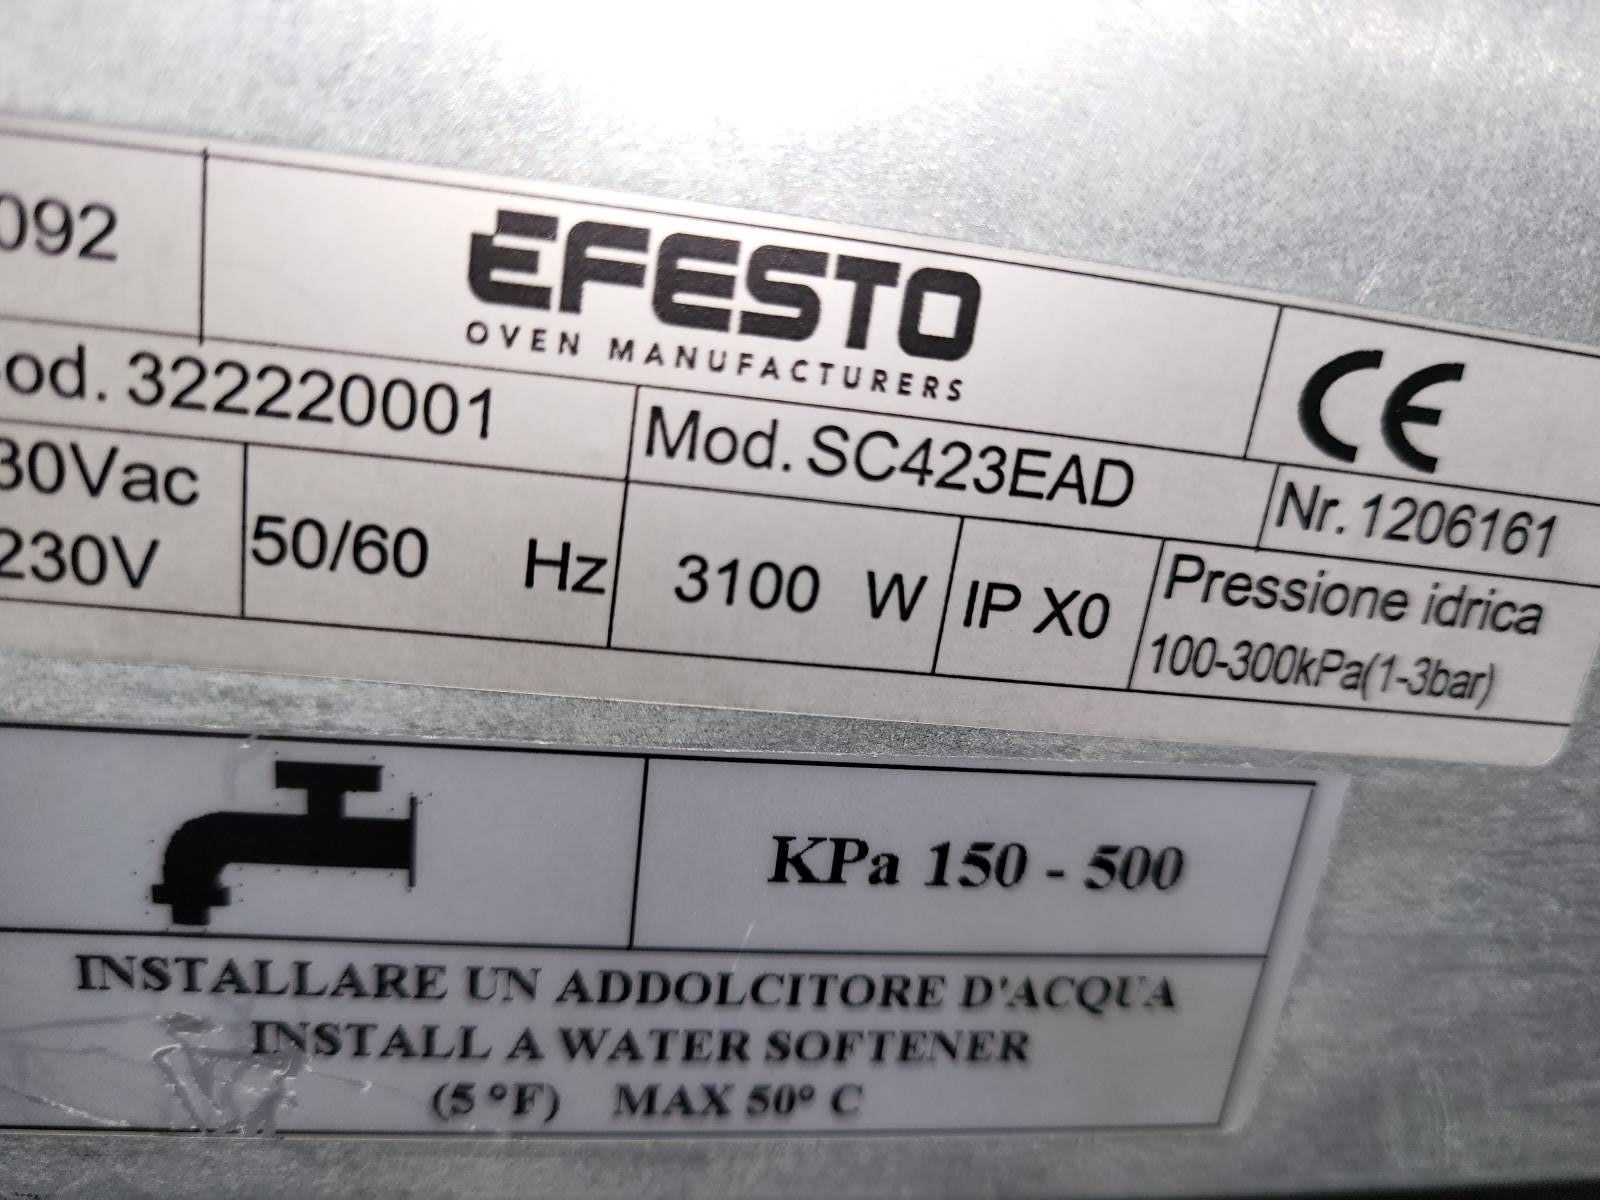 092
EFESTO
OVEN MANUFACTURERS
CE
od. 322220001
Mod. SC423EAD
Nr. 1206161
30Vac
230V
50/60 Hz
3100 W
IP X0
Pressione idrica
100-300kPa(1-3bar)
KPa 150 - 500
INSTALLARE UN ADDOLCITORE D'ACQUA
INSTALL A WATER SOFTENER
(5 °F) MAX 50° C